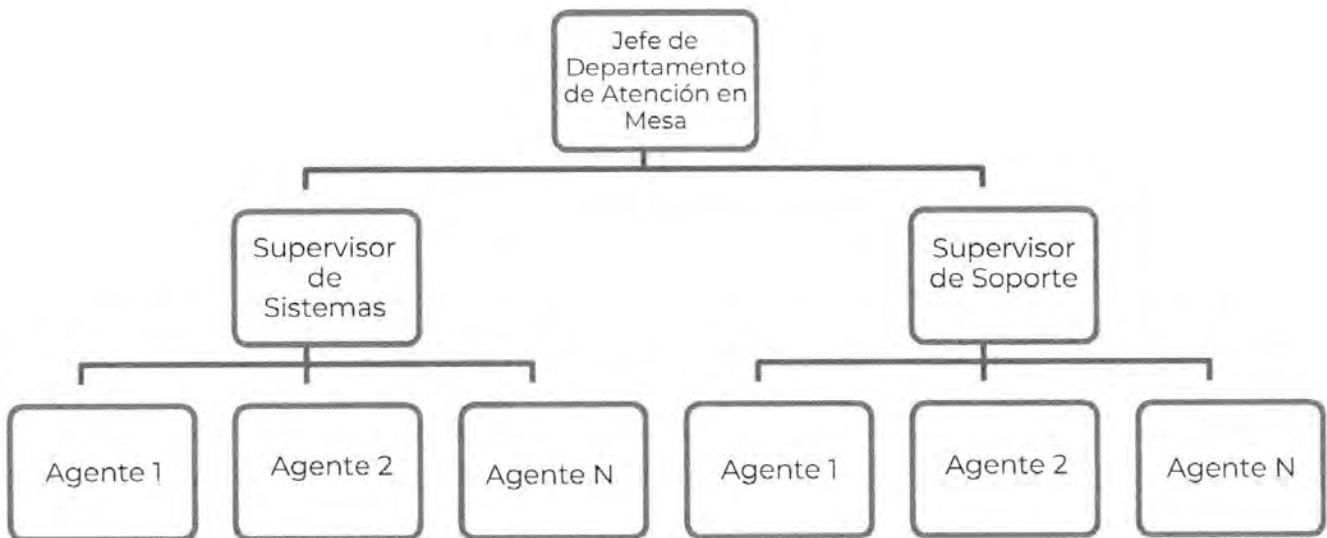 Jefe de
Departamento
de Atención en
Mesa
Supervisor
de
Sistemas
Supervisor
de Soporte
Agente 1
Agente 2
Agente N
Agente 1
Agente 2
Agente N